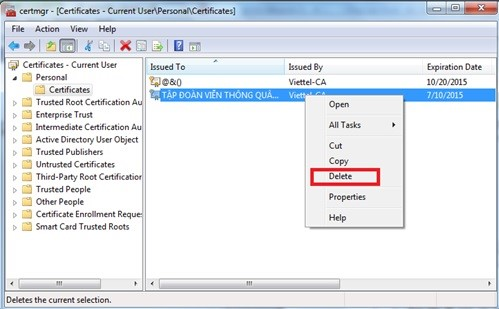 certmgr - [Certificates - Current User\Personal\Certificates]
File Action View Help
Certificates - Current User
Personal
Certificates
Trusted Root Certification Au
Enterprise Trust
Intermediate Certification Au
Active Directory User Object
Trusted Publishers
Untrusted Certificates
Third-Party Root Certification
Trusted People
Other People
Certificate Enrollment Reque
Smart Card Trusted Roots
Issued To Issued By Expiration Date
@&() Viettel-CA 10/20/2015
TẬP ĐOÀN VIỄN THÔNG QUÂ... Viettel-CA 7/10/2015
Open
All Tasks
Cut
Copy
Delete
Properties
Help
Deletes the current selection.